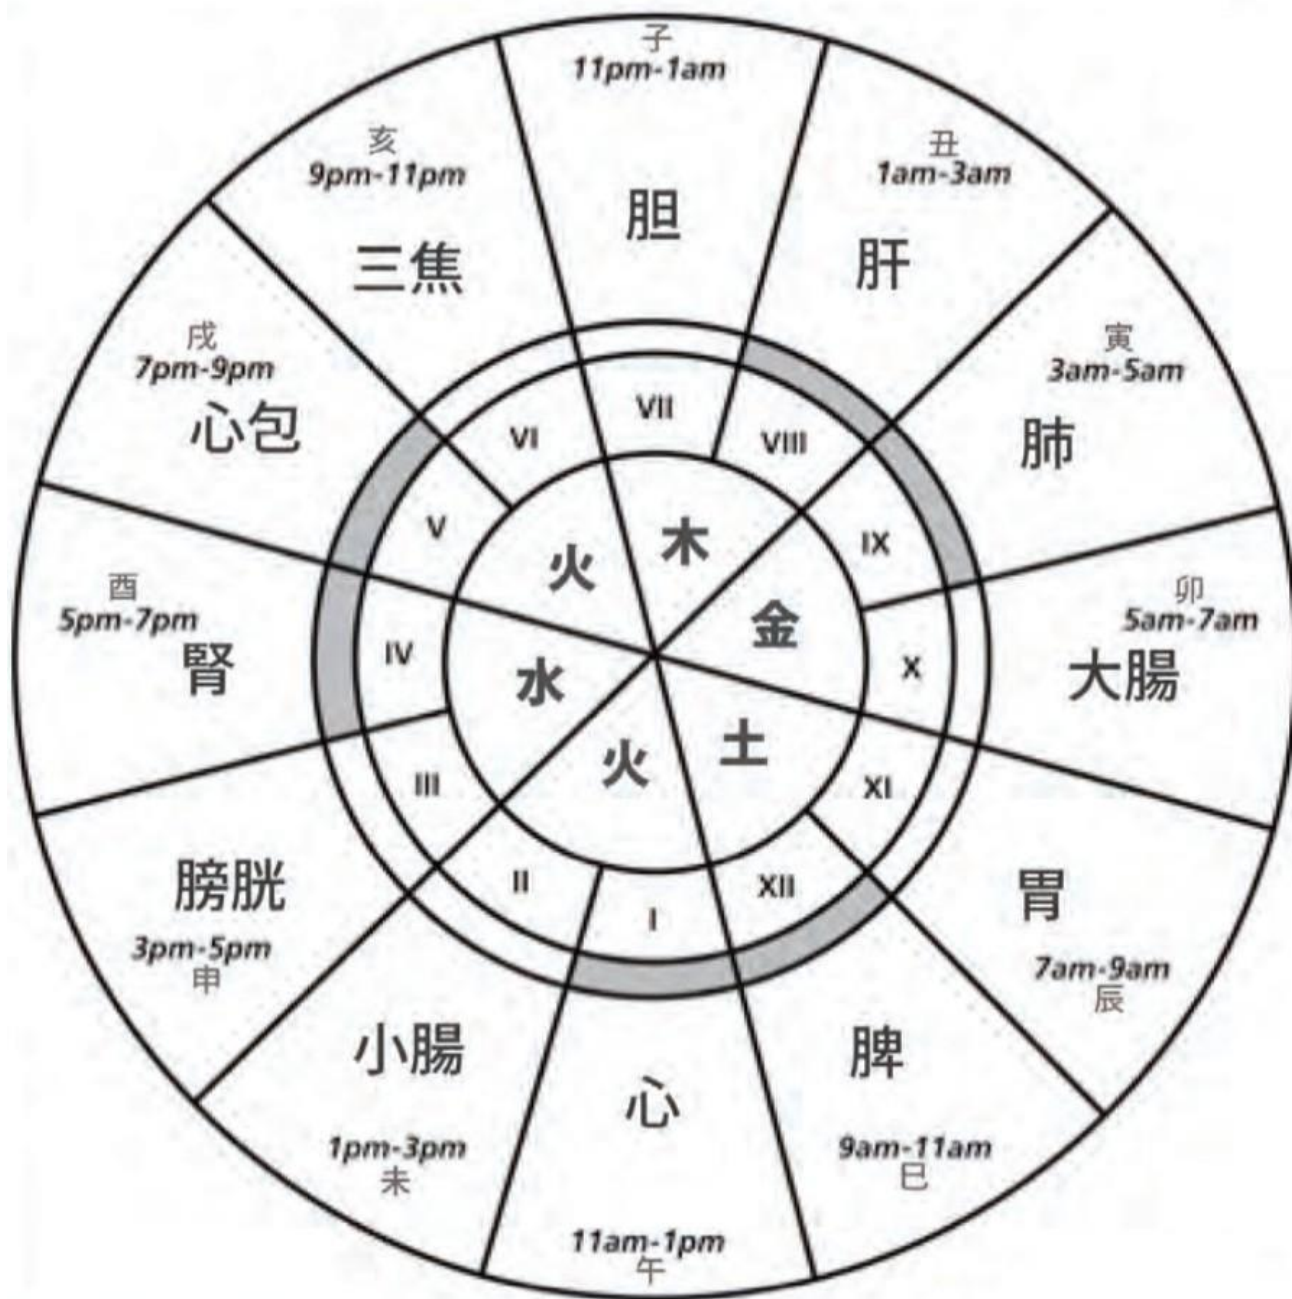 子
11pm-1am
胆
丑
1am-3am
肝
寅
3am-5am
肺
卯
5am-7am
大腸
胃
7am-9am
辰
脾
9am-11am
巳
心
11am-1pm
午
小腸
1pm-3pm
未
膀胱
3pm-5pm
申
酉
5pm-7pm
腎
戌
7pm-9pm
心包
亥
9pm-11pm
三焦
VII
VIII
IX
X
XI
XII
I
II
III
IV
V
VI
木
金
土
火
水
火